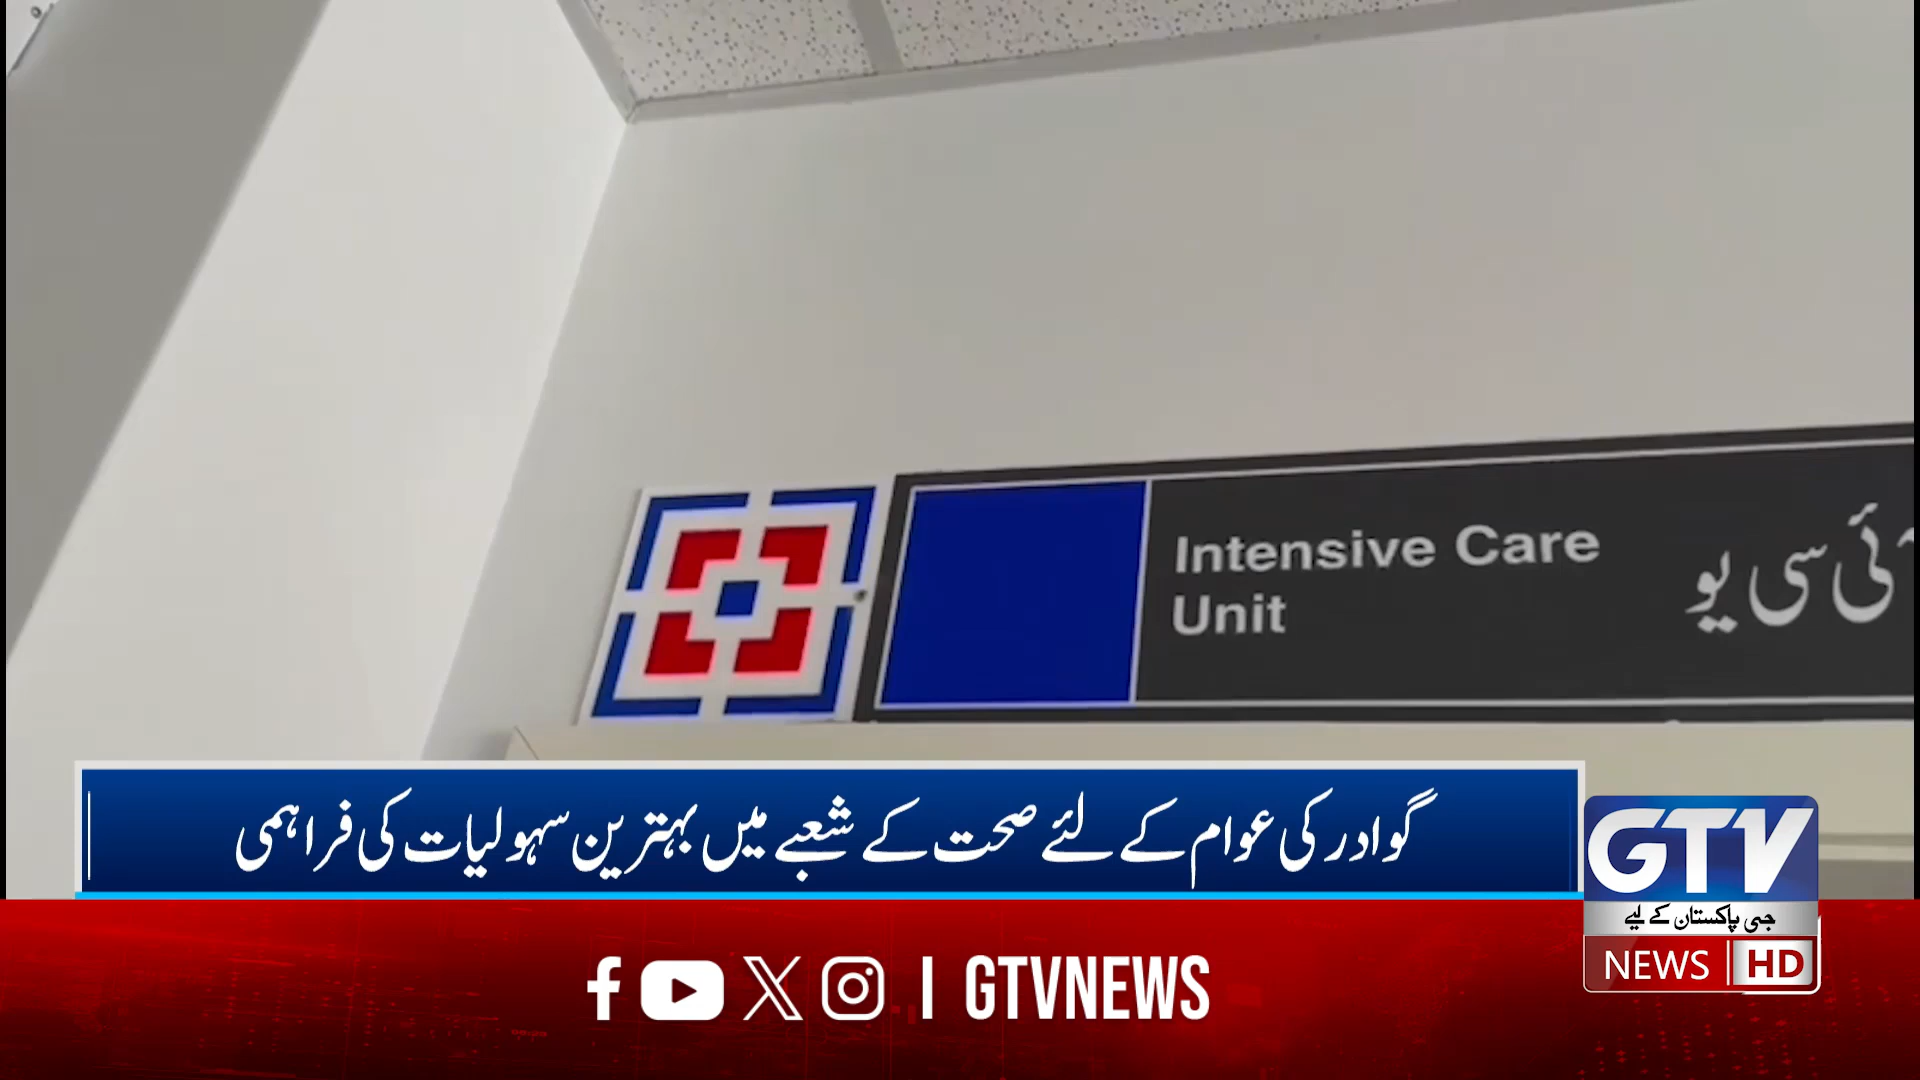 Intensive Care
Unit
ئی سی یو
گوادر کی عوام کے لئے صحت کے شعبے میں بہترین سہولیات کی فراہمی
GTV
جی پاکستان کے لیے
NEWS HD
GTVNEWS